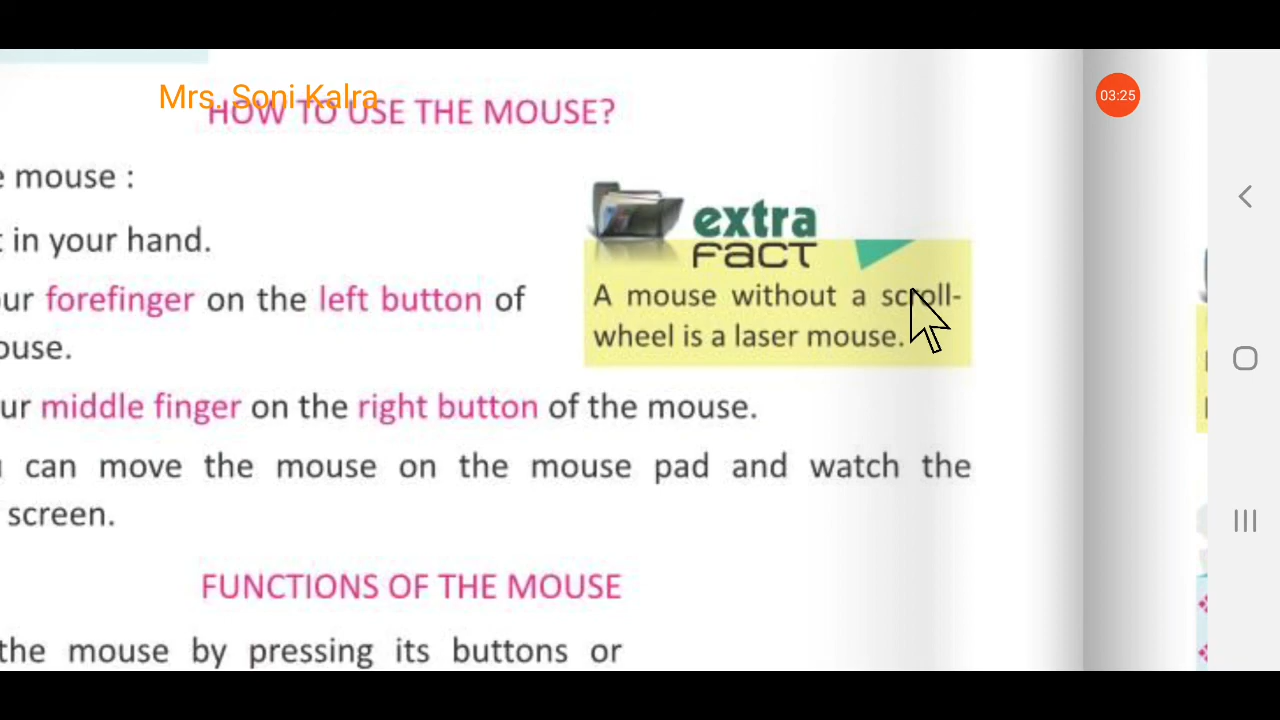 Mrs. Soni Kalra
03:25
HOW TO USE THE MOUSE?
mouse :
in your hand.
extra
FACT
forefinger on the left button of
A mouse without a scroll-
wheel is a laser mouse.
middle finger on the right button of the mouse.
can move the mouse on the mouse pad and watch the
screen.
FUNCTIONS OF THE MOUSE
the mouse by pressing its buttons or